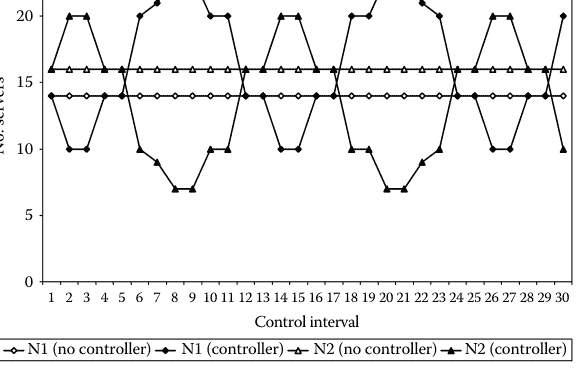 20
15
No. servers
10
5
0
1 2 3 4 5 6 7 8 9 10 11 12 13 14 15 16 17 18 19 20 21 22 23 24 25 26 27 28 29 30
Control interval
N1 (no controller) N1 (controller) N2 (no controller) N2 (controller)